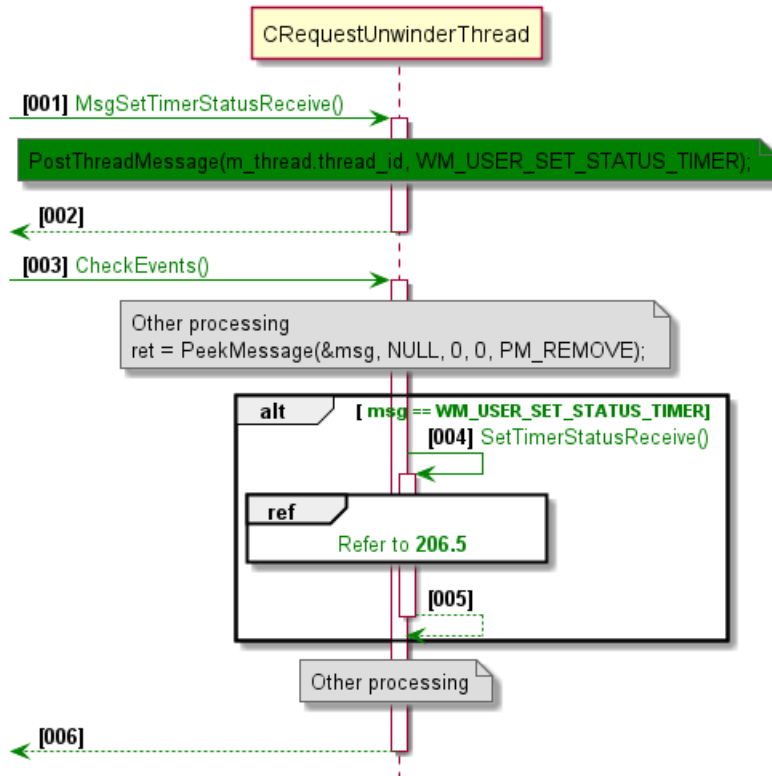 CRequestUnwinderThread
[001] MsgSetTimerStatusReceive()
PostThreadMessage(m_thread.thread_id, WM_USER_SET_STATUS_TIMER);
[002]
[003] CheckEvents()
Other processing
ret = PeekMessage(&msg, NULL, 0, 0, PM_REMOVE);
alt [ msg == WM_USER_SET_STATUS_TIMER]
[004] SetTimerStatusReceive()
ref
Refer to 206.5
[005]
Other processing
[006]